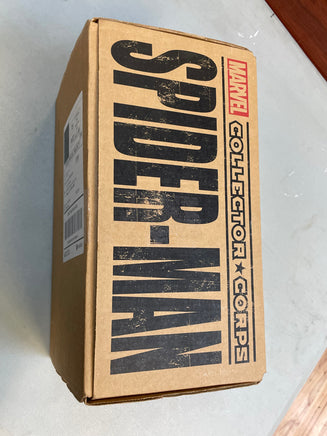 MARVEL COLLECTOR ★ CORPS
SPIDER-MAN